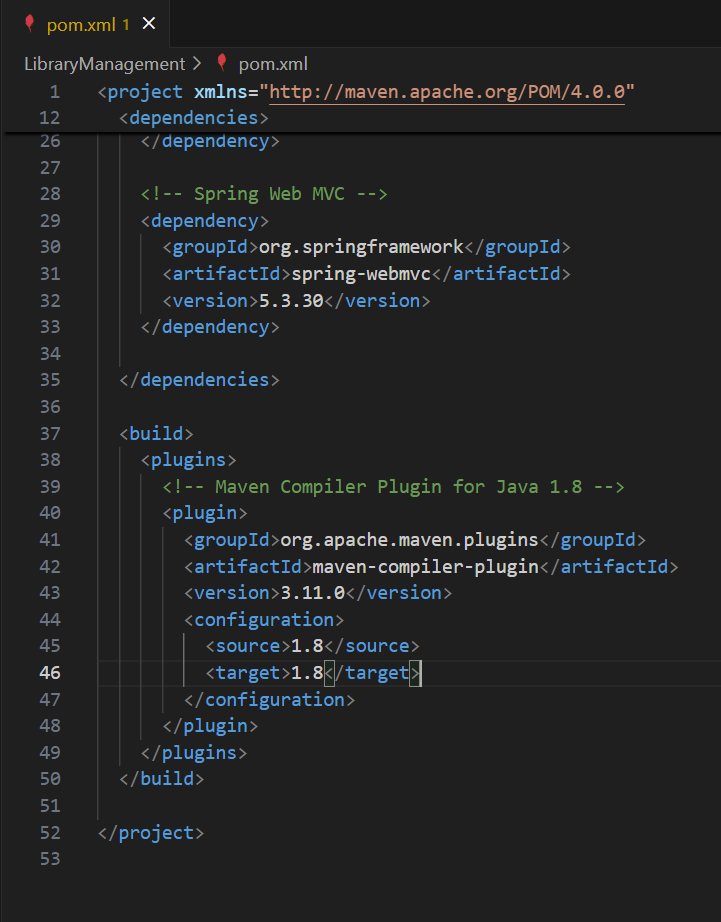 pom.xml 1 ×
LibraryManagement > pom.xml
1 <project xmlns="http://maven.apache.org/POM/4.0.0"
12   <dependencies>
26     </dependency>
27
28     <!-- Spring Web MVC -->
29     <dependency>
30       <groupId>org.springframework</groupId>
31       <artifactId>spring-webmvc</artifactId>
32       <version>5.3.30</version>
33     </dependency>
34
35   </dependencies>
36
37   <build>
38     <plugins>
39       <!-- Maven Compiler Plugin for Java 1.8 -->
40       <plugin>
41         <groupId>org.apache.maven.plugins</groupId>
42         <artifactId>maven-compiler-plugin</artifactId>
43         <version>3.11.0</version>
44         <configuration>
45           <source>1.8</source>
46           <target>1.8</target>
47         </configuration>
48       </plugin>
49     </plugins>
50   </build>
51
52 </project>
53